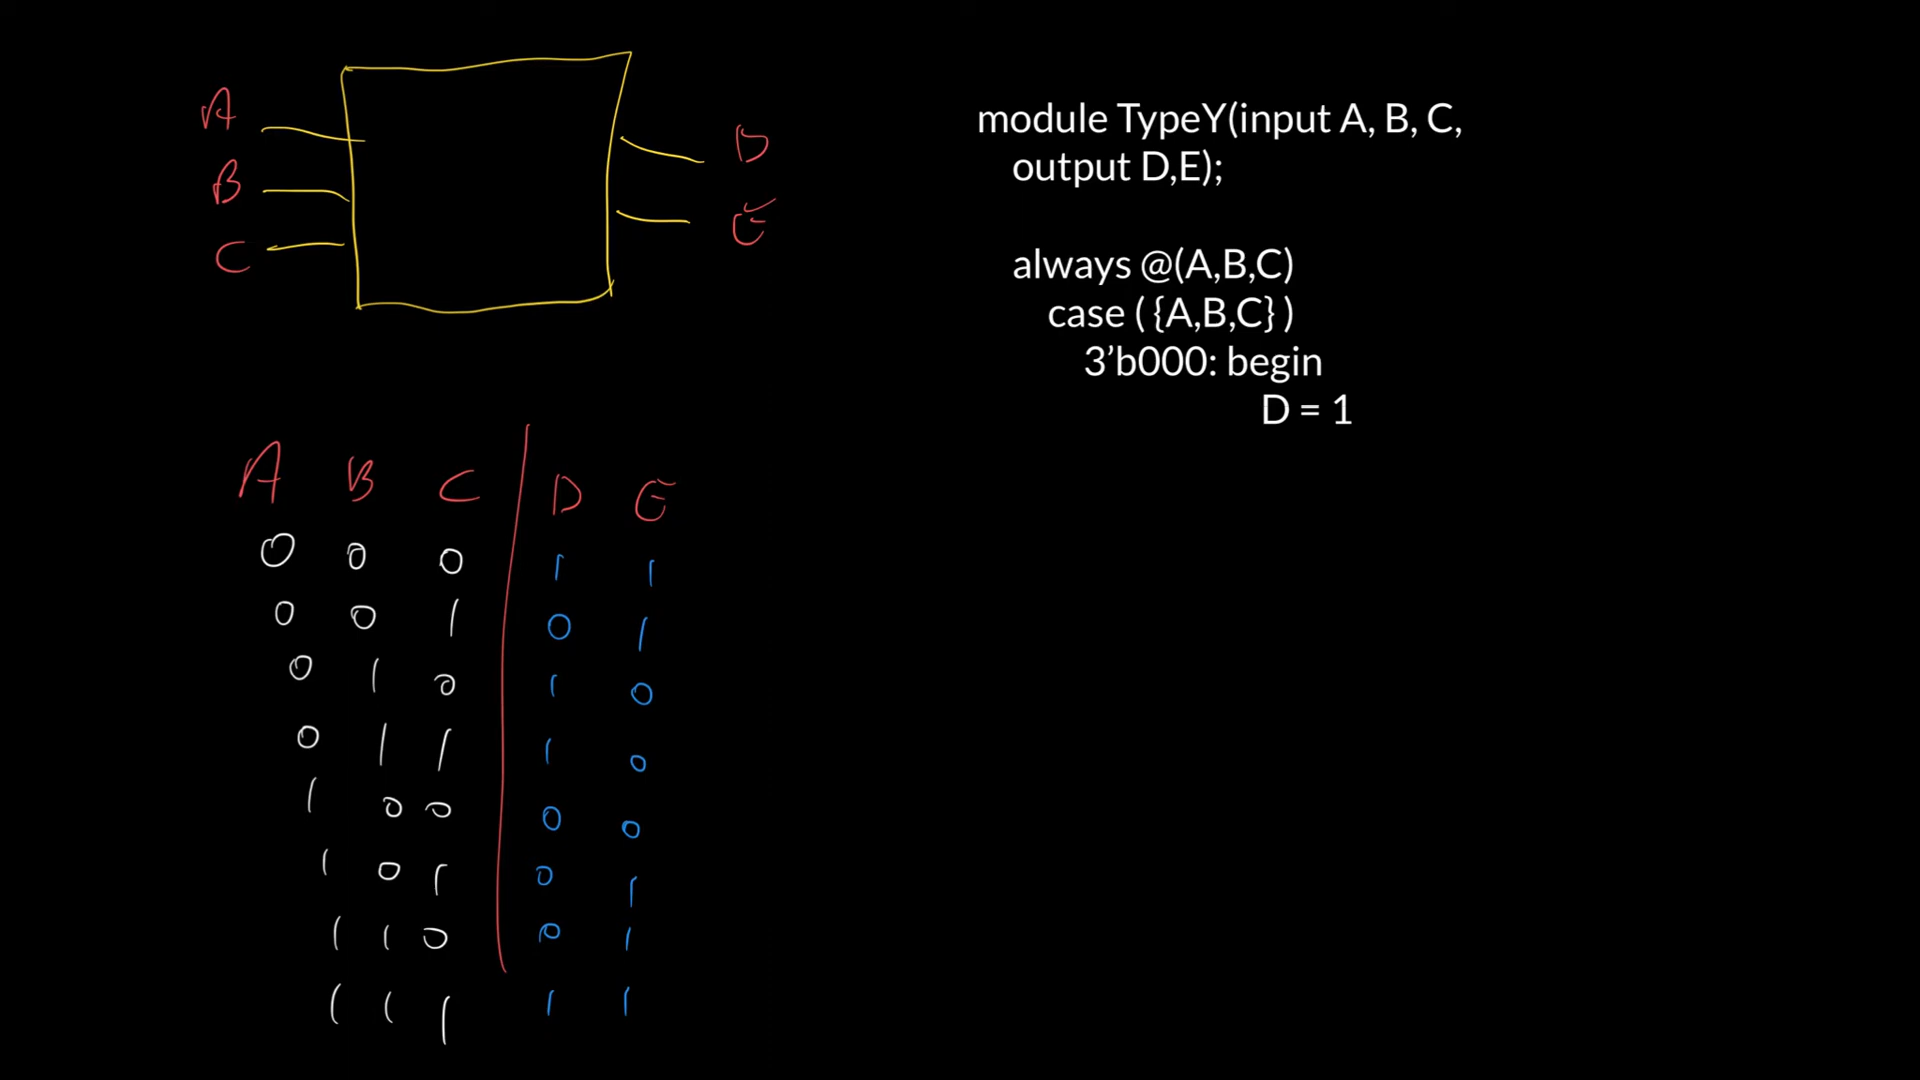 A
B
C
D
E
A B C D E
0 0 0 1 1
0 0 1 0 1
0 1 0 1 0
0 1 1 1 0
1 0 0 0 0
1 0 1 0 1
1 1 0 0 1
1 1 1 1 1
module TypeY(input A, B, C,
output D,E);
always @(A,B,C)
case ( {A,B,C} )
3’b000: begin
D = 1